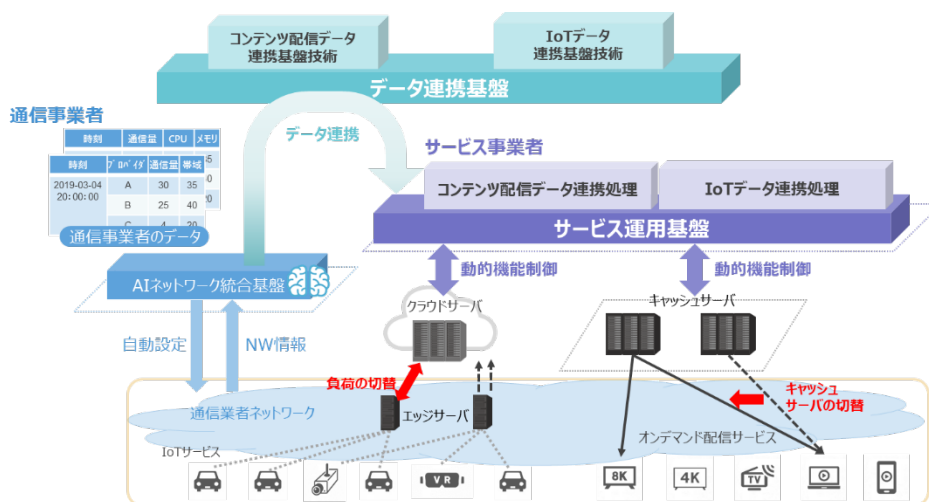 コンテンツ配信データ
連携基盤技術
IoTデータ
連携基盤技術
データ連携基盤
通信事業者
時刻 通信量 CPU メモリ
時刻 プロバイダ 通信量 帯域
2019-03-04
20:00:00
A 30 35
B 25 40
通信事業者のデータ
データ連携
サービス事業者
コンテンツ配信データ連携処理
IoTデータ連携処理
サービス運用基盤
AIネットワーク統合基盤
動的機能制御
動的機能制御
クラウドサーバ
キャッシュサーバ
自動設定
NW情報
負荷の切替
キャッシュ
サーバの切替
通信業者ネットワーク
エッジサーバ
IoTサービス
オンデマンド配信サービス
VR
8K
4K
TV